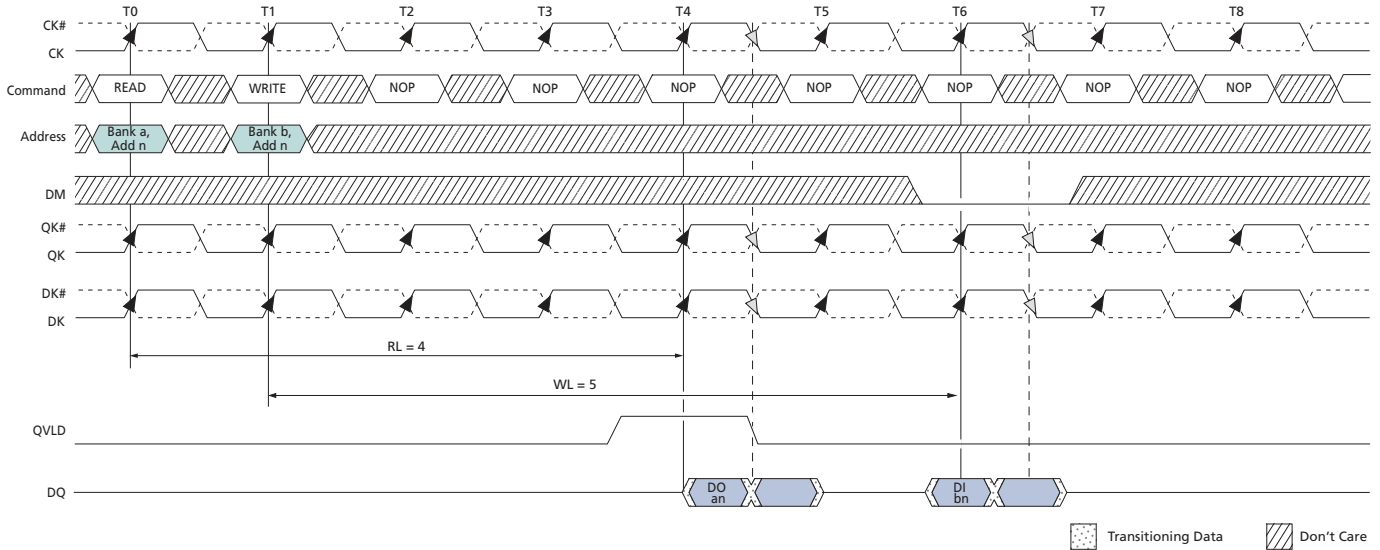 T0 T1 T2 T3 T4 T5 T6 T7 T8
CK#
CK
Command READ WRITE NOP NOP NOP NOP NOP NOP NOP
Address Bank a, Add n Bank b, Add n
DM
QK#
QK
DK#
DK
RL = 4
WL = 5
QVLD
DQ DO an DI bn
Transitioning Data Don't Care